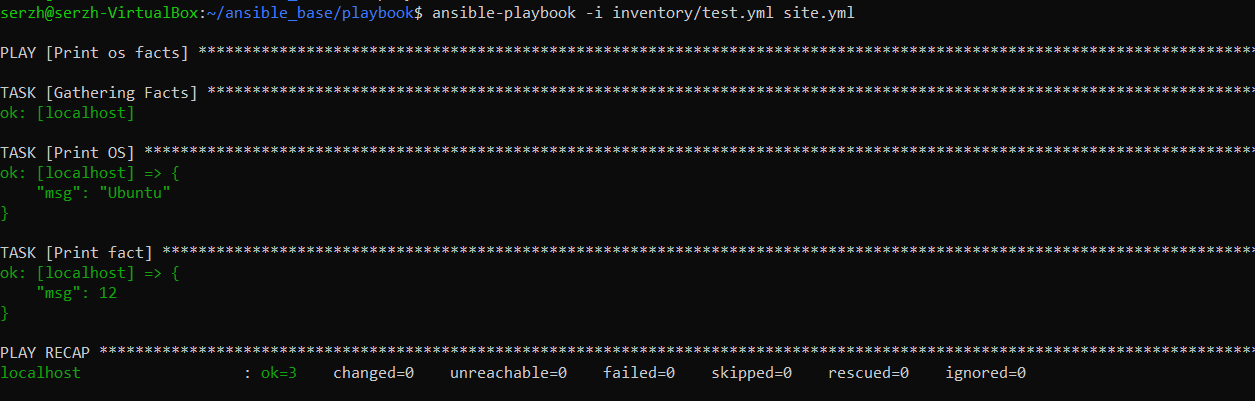 serzh@serzh-VirtualBox:~/ansible_base/playbook$ ansible-playbook -i inventory/test.yml site.yml
PLAY [Print os facts] *********************************************************************************************************************
TASK [Gathering Facts] ********************************************************************************************************************
ok: [localhost]
TASK [Print OS] ***************************************************************************************************************************
ok: [localhost] => {
    "msg": "Ubuntu"
}
TASK [Print fact] *************************************************************************************************************************
ok: [localhost] => {
    "msg": 12
}
PLAY RECAP ********************************************************************************************************************************
localhost                  : ok=3    changed=0    unreachable=0    failed=0    skipped=0    rescued=0    ignored=0